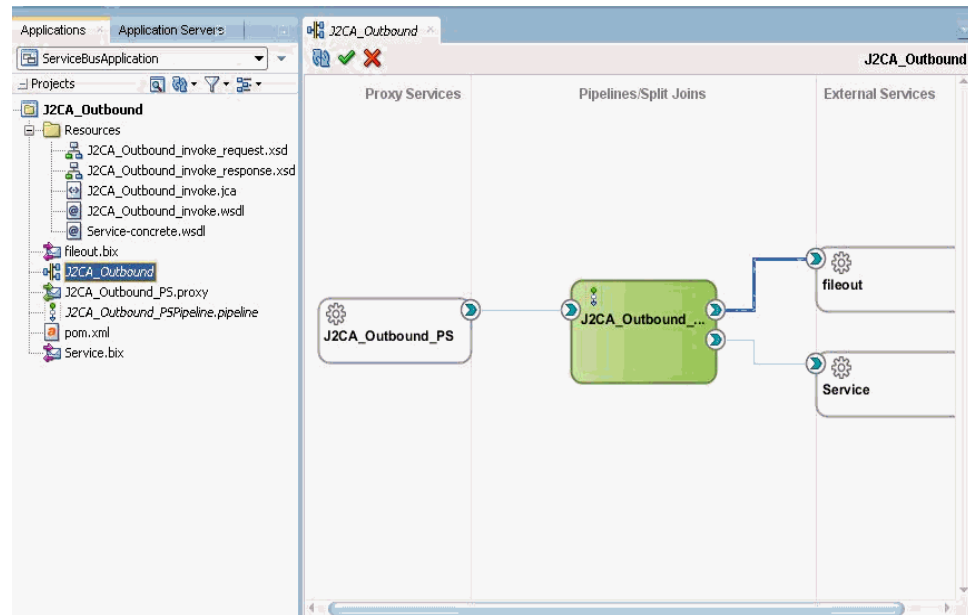 Applications
Application Servers
J2CA_Outbound
ServiceBusApplication
J2CA_Outbound
Projects
J2CA_Outbound
Resources
J2CA_Outbound_invoke_request.xsd
J2CA_Outbound_invoke_response.xsd
J2CA_Outbound_invoke.jca
J2CA_Outbound_invoke.wsdl
Service-concrete.wsdl
fileout.bix
J2CA_Outbound
J2CA_Outbound_PS.proxy
J2CA_Outbound_PSPipeline.pipeline
pom.xml
Service.bix
Proxy Services
Pipelines/Split Joins
External Services
J2CA_Outbound_PS
J2CA_Outbound_...
fileout
Service